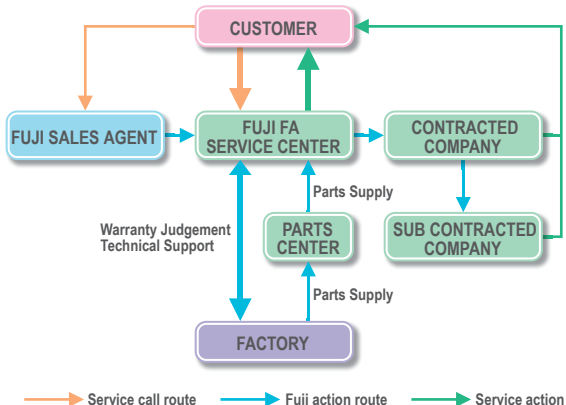 CUSTOMER
FUJI SALES AGENT
FUJI FA
SERVICE CENTER
CONTRACTED
COMPANY
Parts Supply
Warranty Judgement
Technical Support
PARTS
CENTER
SUB CONTRACTED
COMPANY
Parts Supply
FACTORY
Service call route
Fuji action route
Service action